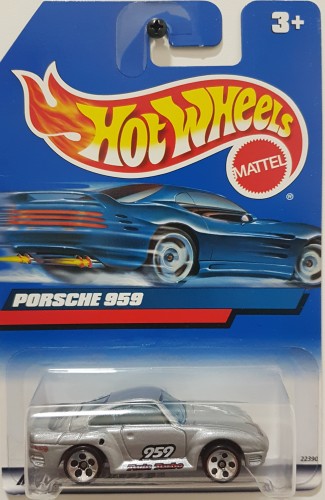 3+
Hot Wheels
MATTEL
®
PORSCHE 959
959
22390